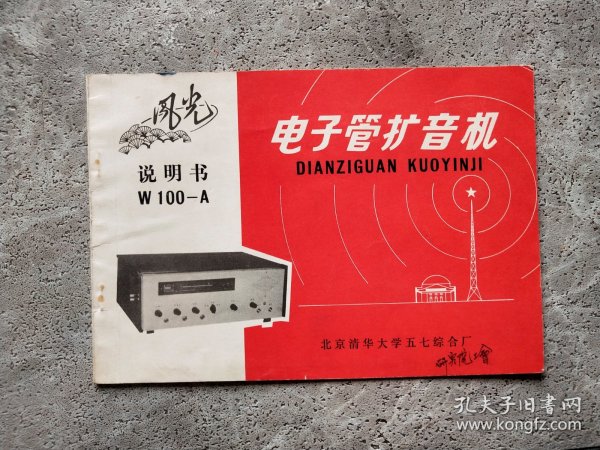 风光
说明书
W100-A
电子管扩音机
DIANZIGUAN KUOYINJI
北京清华大学五七综合厂
孔夫子旧書网
www.kongfz.com